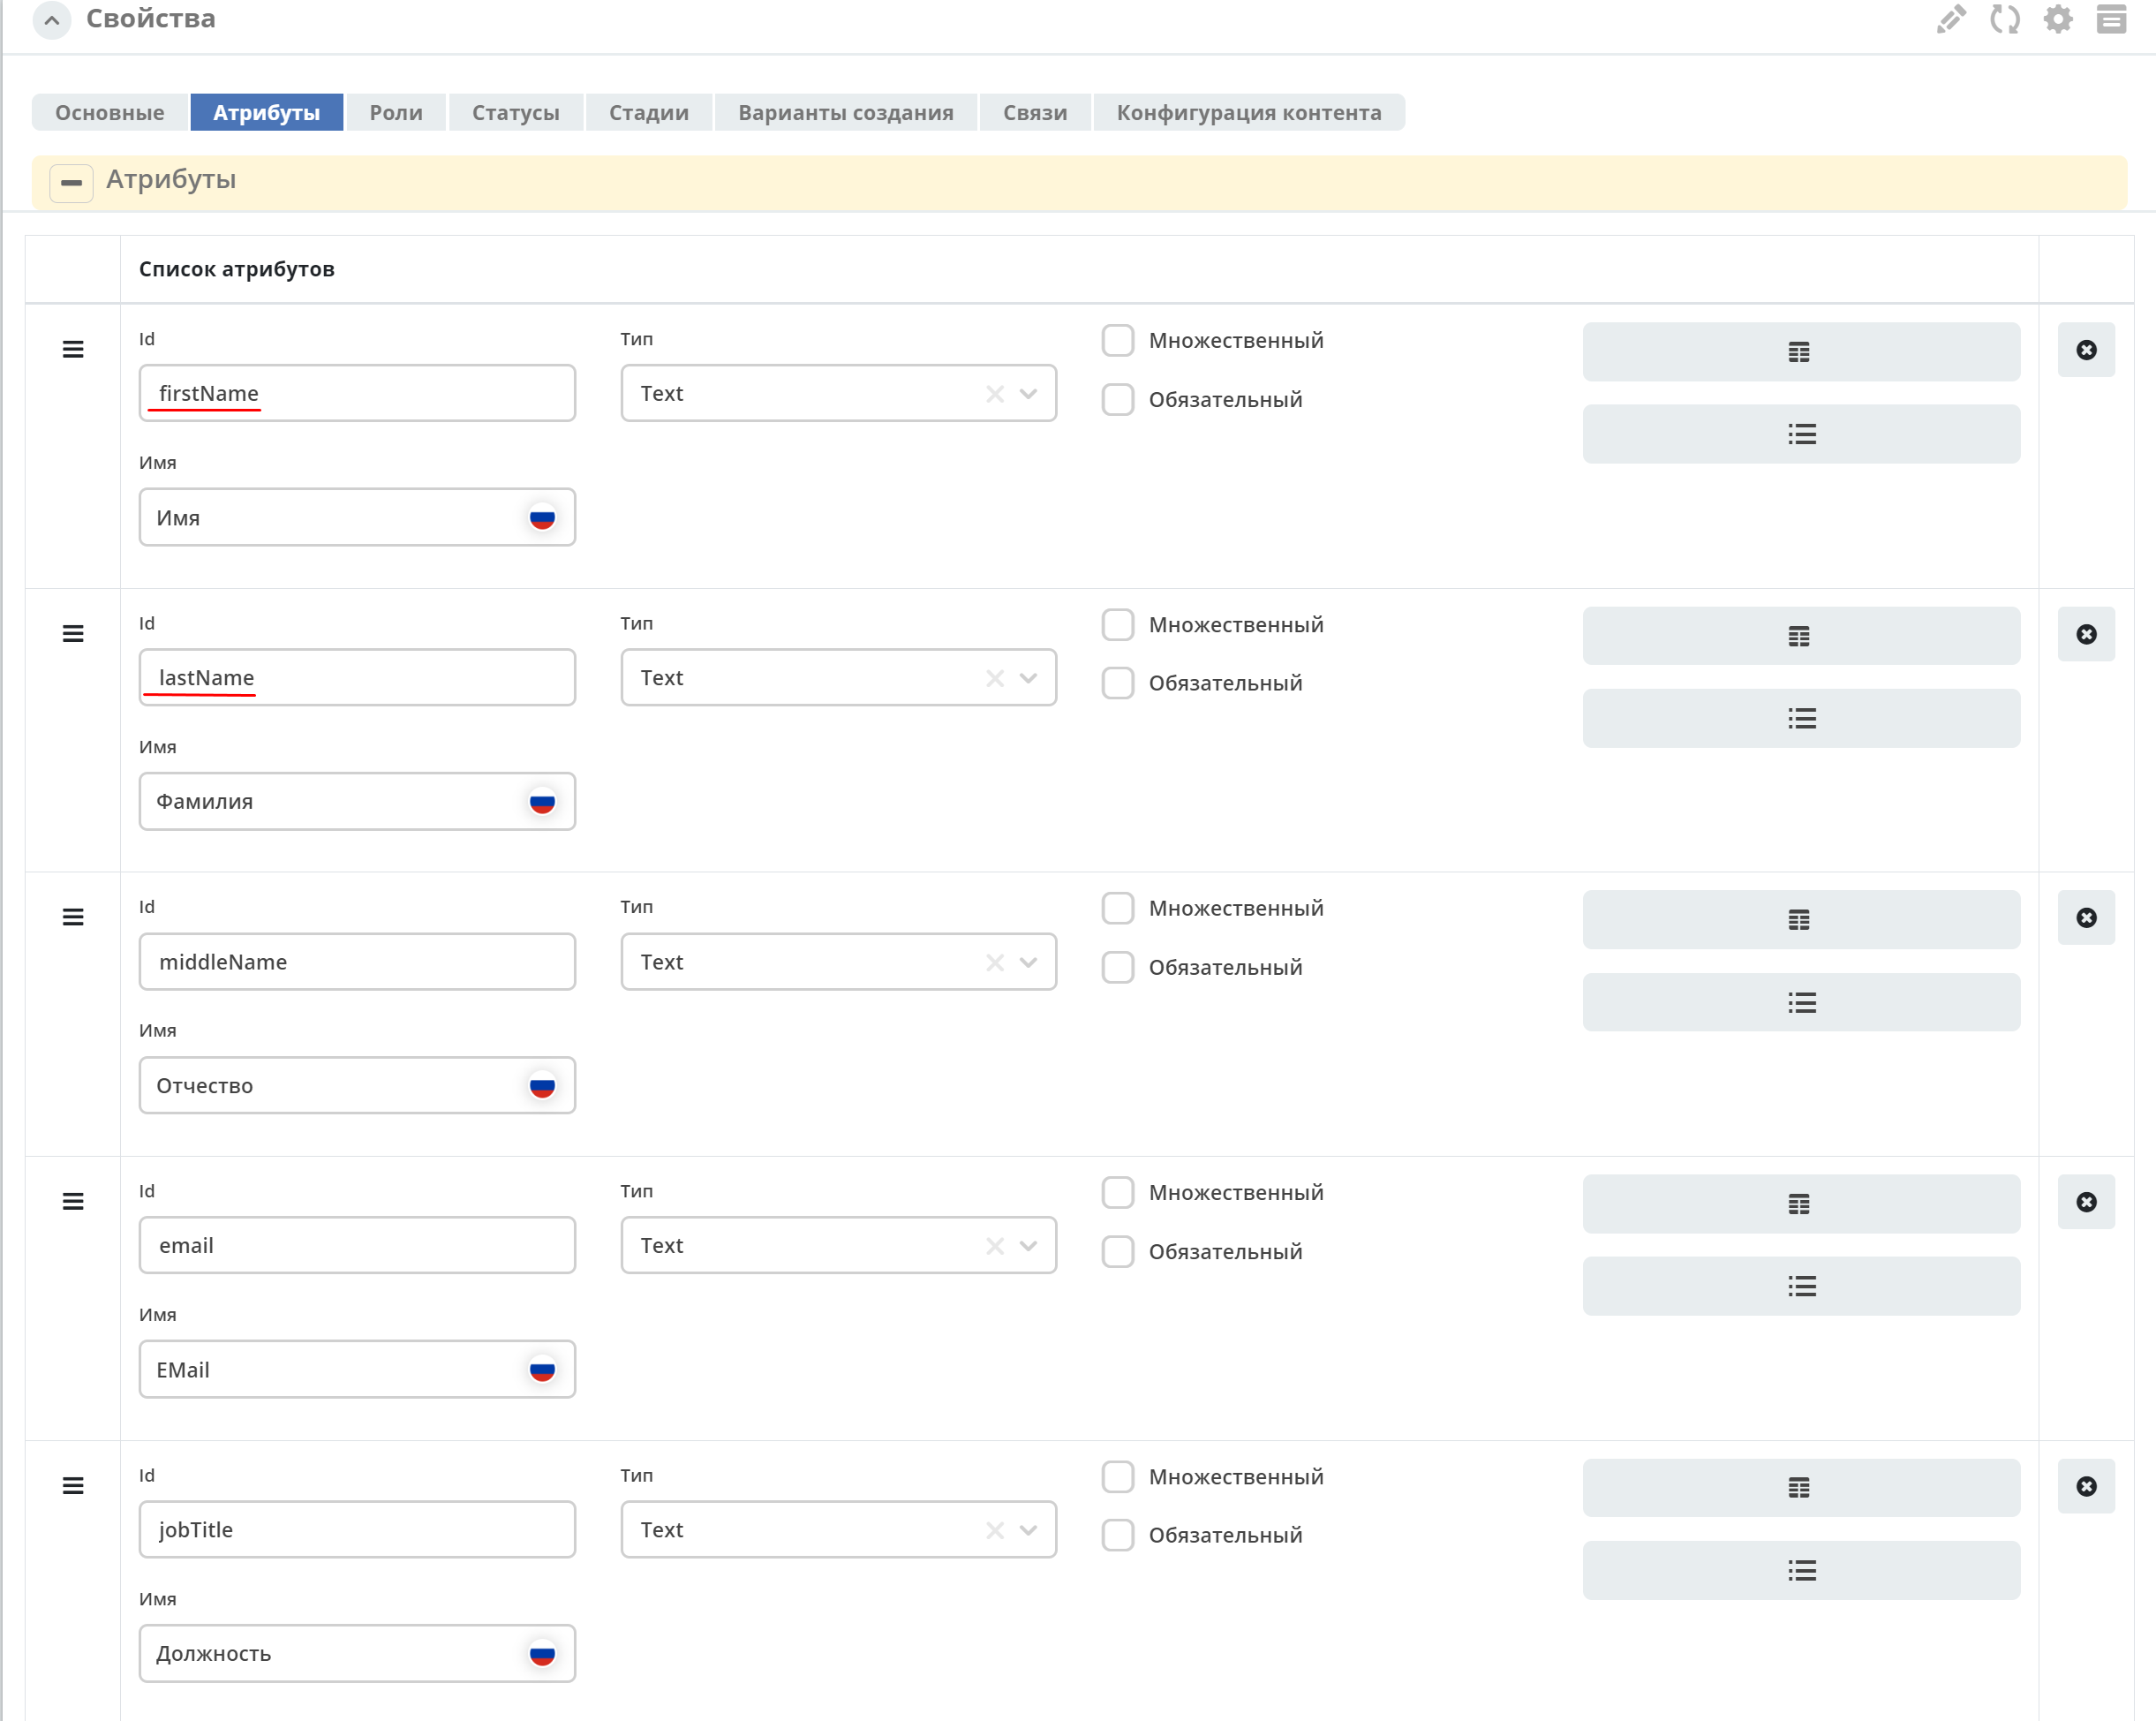 Свойства
Основные Атрибуты Роли Статусы Стадии Варианты создания Связи Конфигурация контента
Атрибуты
Список атрибутов
Id Тип Множественный
firstName Text Обязательный
Имя
Имя
Id Тип Множественный
lastName Text Обязательный
Имя
Фамилия
Id Тип Множественный
middleName Text Обязательный
Имя
Отчество
Id Тип Множественный
email Text Обязательный
Имя
EMail
Id Тип Множественный
jobTitle Text Обязательный
Имя
Должность